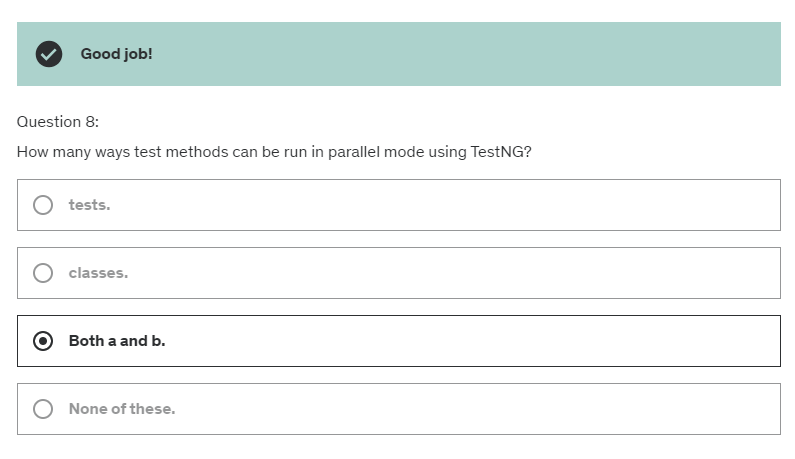 Good job!
Question 8:
How many ways test methods can be run in parallel mode using TestNG?
tests.
classes.
Both a and b.
None of these.